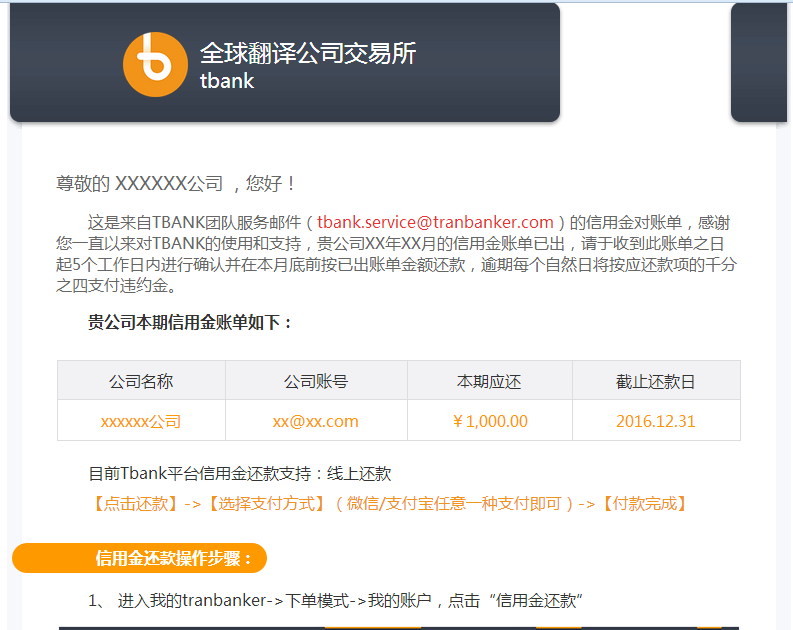 全球翻译公司交易所
tbank
尊敬的 XXXXXX公司 ，您好！
这是来自TBANK团队服务邮件（tbank.service@tranbanker.com）的信用金对账单，感谢
您一直以来对TBANK的使用和支持，贵公司XX年XX月的信用金账单已出，请于收到此账单之日
起5个工作日内进行确认并在本月底前按已出账单金额还款，逾期每个自然日将按应还款项的千分
之四支付违约金。
贵公司本期信用金账单如下：
公司名称 公司账号 本期应还 截止还款日
xxxxxx公司 xx@xx.com ￥1,000.00 2016.12.31
目前Tbank平台信用金还款支持：线上还款
【点击还款】->【选择支付方式】（微信/支付宝任意一种支付即可）->【付款完成】
信用金还款操作步骤：
1、 进入我的tranbanker->下单模式->我的账户，点击“信用金还款”